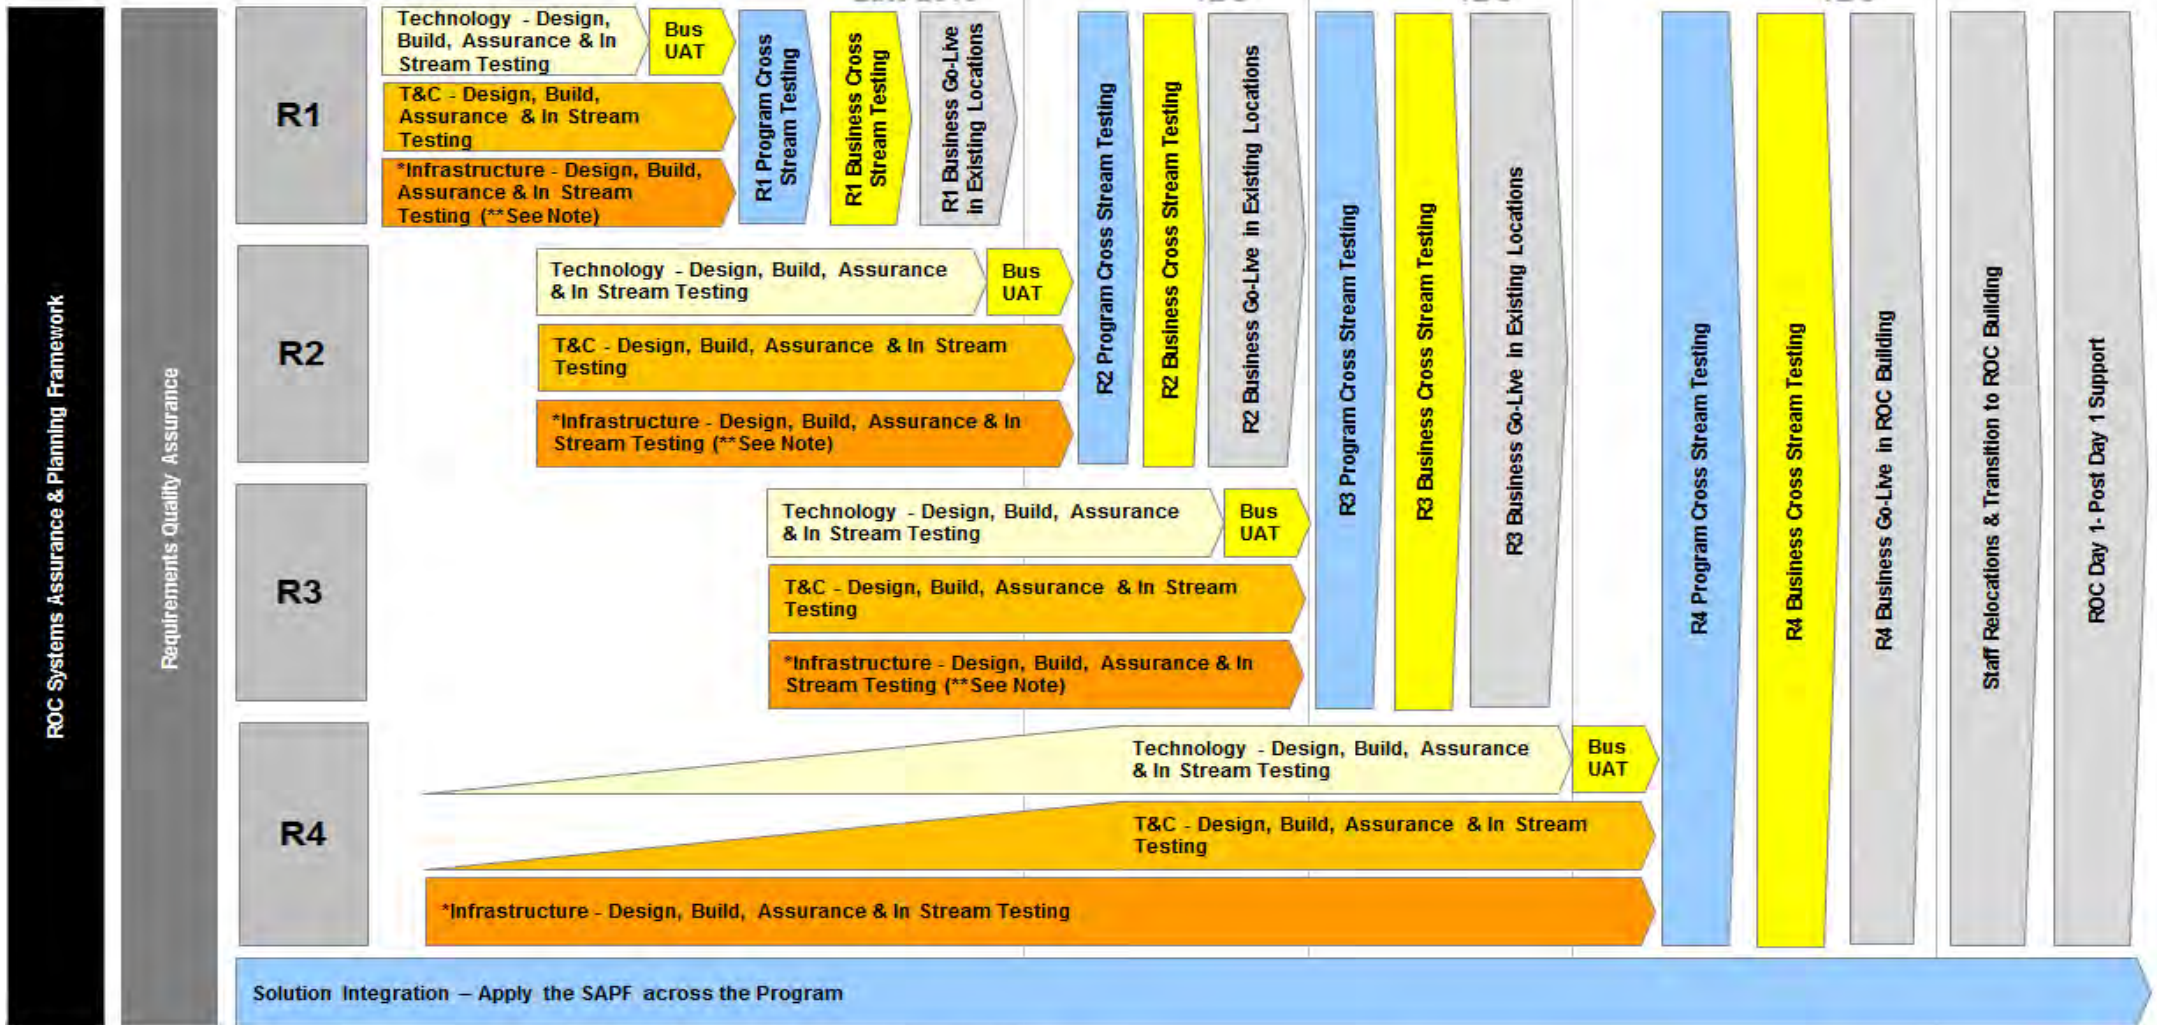 ROC Systems Assurance & Planning Framework
Requirements Quality Assurance
R1
Technology - Design,
Build, Assurance & In
Stream Testing
Bus
UAT
T&C - Design, Build,
Assurance & In Stream
Testing
*Infrastructure - Design, Build,
Assurance & In Stream
Testing (**See Note)
R1 Program Cross
Stream Testing
R1 Business Cross
Stream Testing
R1 Business Go-Live
in Existing Locations
R2
Technology - Design, Build, Assurance
& In Stream Testing
Bus
UAT
T&C - Design, Build, Assurance & In Stream
Testing
*Infrastructure - Design, Build, Assurance & In
Stream Testing (**See Note)
R2 Program Cross Stream Testing
R2 Business Cross Stream Testing
R2 Business Go-Live in Existing Locations
R3
Technology - Design, Build, Assurance
& In Stream Testing
Bus
UAT
T&C - Design, Build, Assurance & In Stream
Testing
*Infrastructure - Design, Build, Assurance & In
Stream Testing (**See Note)
R3 Program Cross Stream Testing
R3 Business Cross Stream Testing
R3 Business Go-Live in Existing Locations
R4
Technology - Design, Build, Assurance
& In Stream Testing
Bus
UAT
T&C - Design, Build, Assurance & In Stream
Testing
*Infrastructure - Design, Build, Assurance & In Stream Testing
R4 Program Cross Stream Testing
R4 Business Cross Stream Testing
R4 Business Go-Live in ROC Building
Staff Relocations & Transition to ROC Building
ROC Day 1- Post Day 1 Support
Solution Integration – Apply the SAPF across the Program